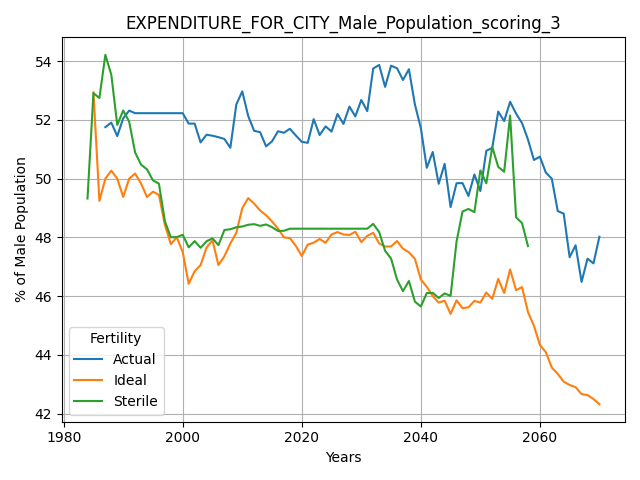 EXPENDITURE_FOR_CITY_Male_Population_scoring_3
54
52
50
48
46
44
42
% of Male Population
Fertility
Actual
Ideal
Sterile
1980
2000
2020
2040
2060
Years